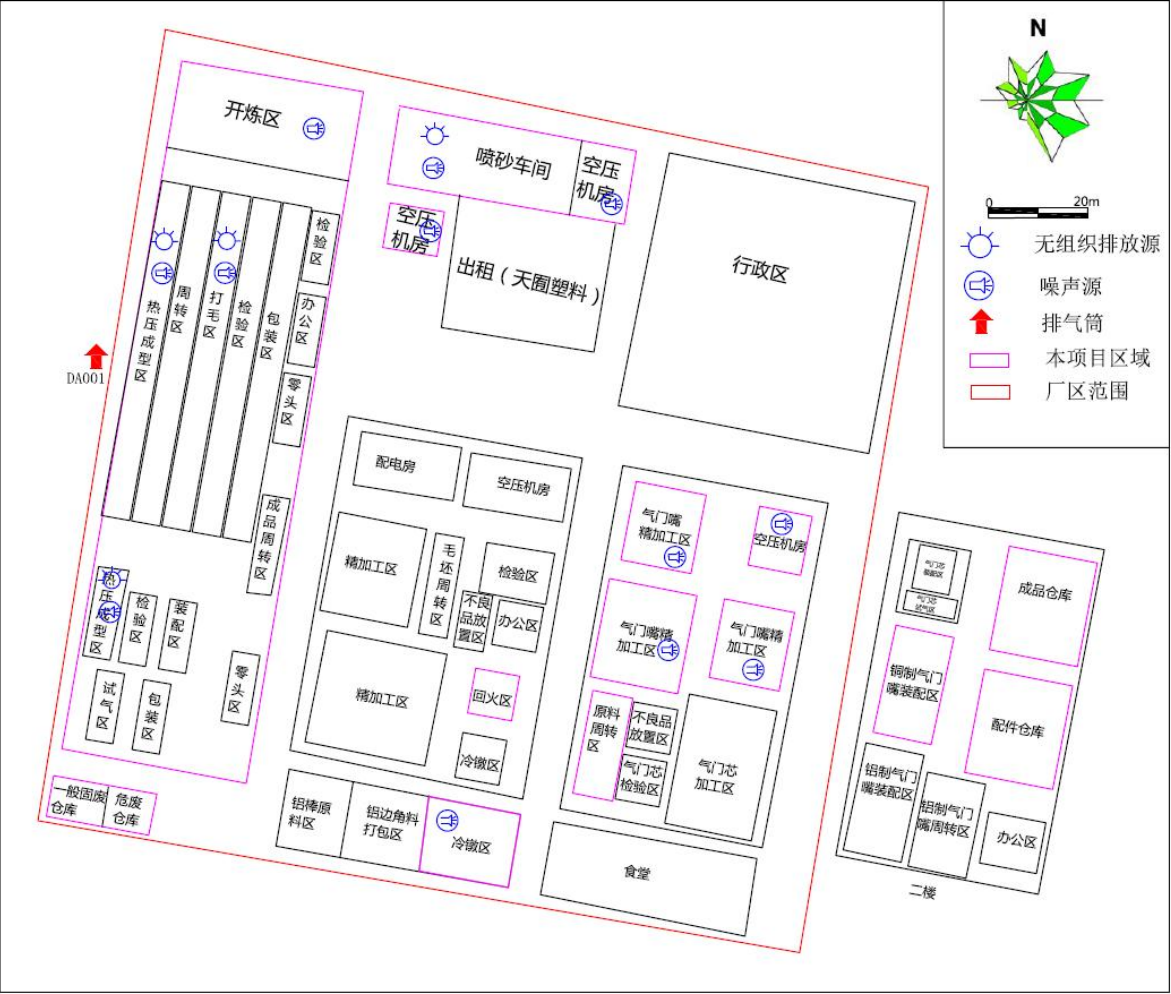 N
0
20m
无组织排放源
噪声源
排气筒
本项目区域
厂区范围
开炼区
喷砂车间
空压
机房
空压
机房
出租（天囿塑料）
行政区
检验区
办公区
零头区
热压成型区
周转区
打毛区
检验区
包装区
DA001
成品周转区
热压成型区
检验区
装配区
零头区
试气区
包装区
一般固废
仓库
危废
仓库
配电房
空压机房
精加工区
毛坯周转区
检验区
不良
品放
置区
办公区
精加工区
回火区
冷镦区
铝棒原
料区
铝边角料
打包区
冷镦区
气门嘴
精加工区
空压机房
气门嘴精
加工区
气门嘴精
加工区
原料
周转
区
不良品
放置区
气门芯
检验区
气门芯
加工区
食堂
气门芯
装配区
气门芯
试气区
成品仓库
铜制气门
嘴装配区
配件仓库
铝制气门
嘴装配区
铝制气门
嘴周转区
办公区
二楼